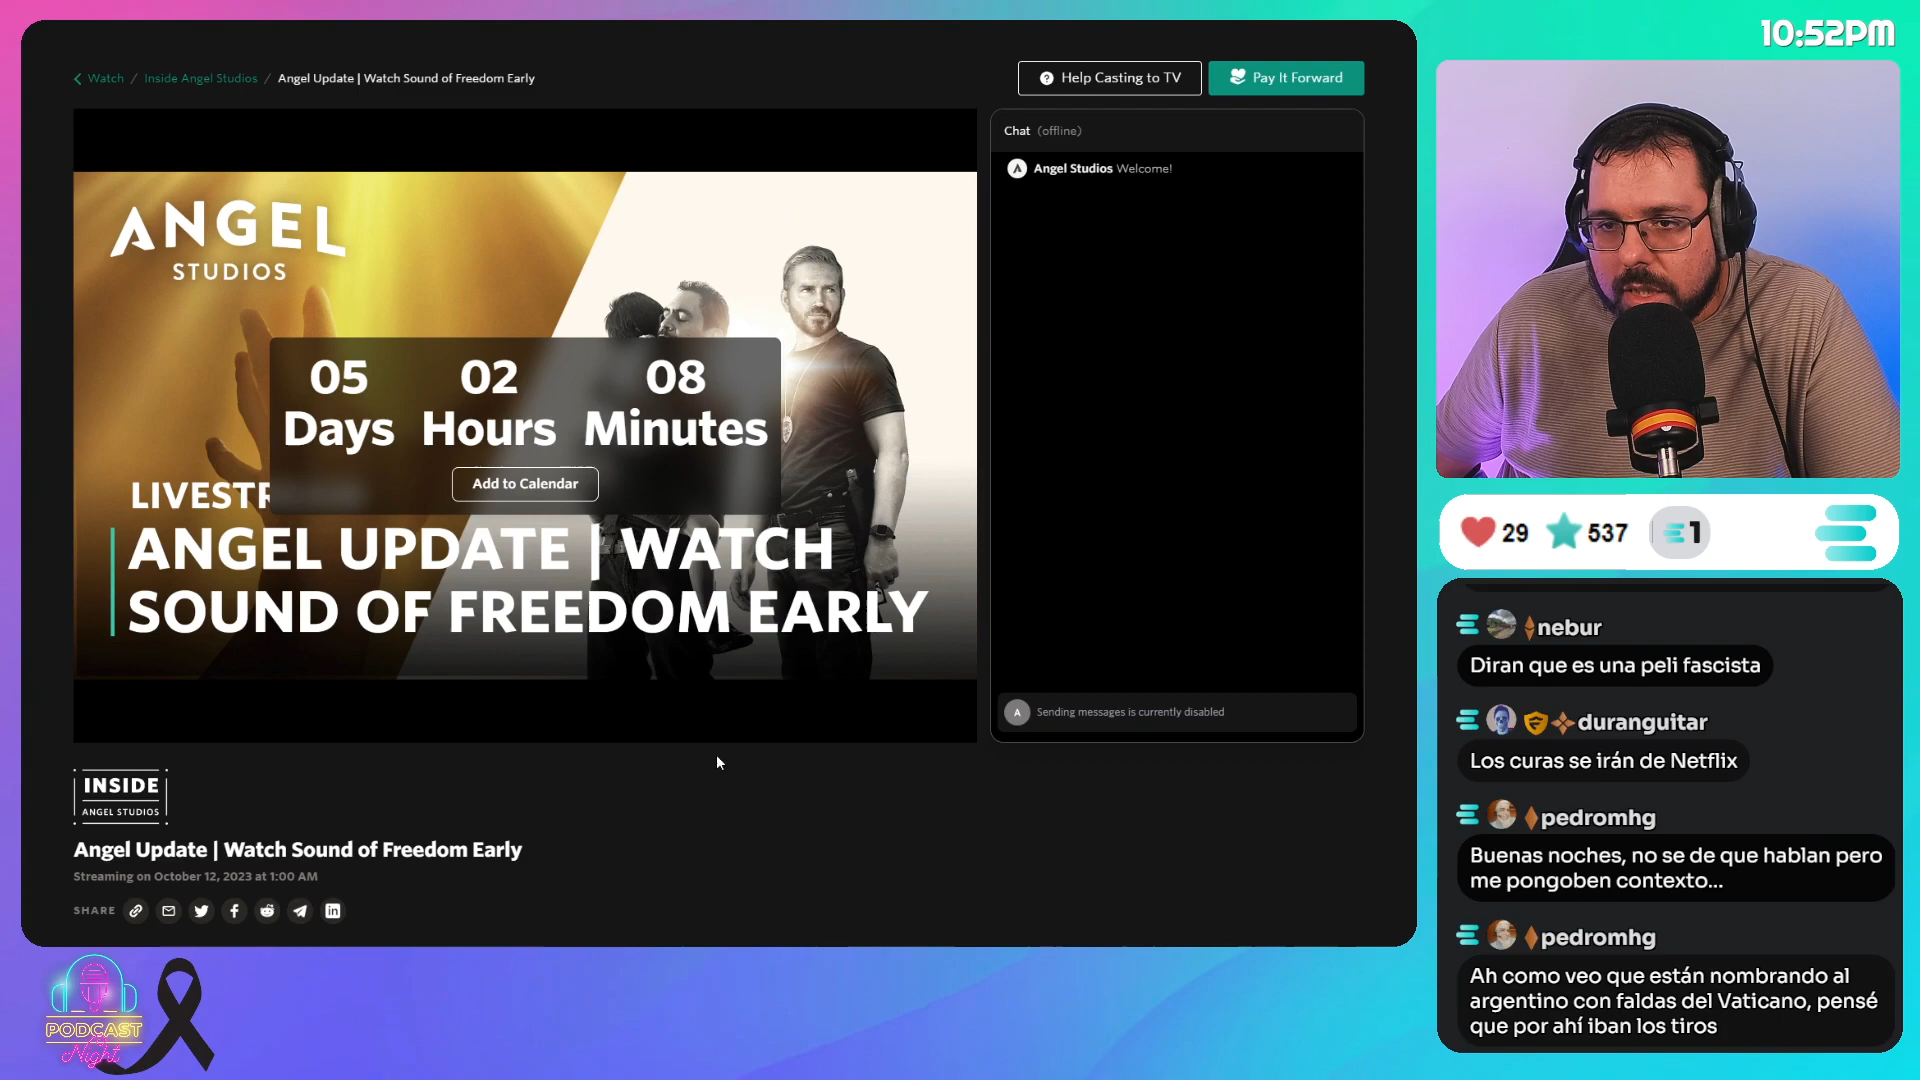 10:52PM
Watch / Inside Angel Studios / Angel Update | Watch Sound of Freedom Early
Help Casting to TV
Pay It Forward
ANGEL
STUDIOS
05 02 08
Days Hours Minutes
Add to Calendar
LIVESTR
ANGEL UPDATE | WATCH
SOUND OF FREEDOM EARLY
Chat (offline)
Angel Studios Welcome!
A Sending messages is currently disabled
INSIDE
ANGEL STUDIOS
Angel Update | Watch Sound of Freedom Early
Streaming on October 12, 2023 at 1:00 AM
SHARE
PODCAST
Night
29 537 1
nebur
Diran que es una peli fascista
duranguitar
Los curas se irán de Netflix
pedromhg
Buenas noches, no se de que hablan pero
me pongoben contexto...
pedromhg
Ah como veo que están nombrando al
argentino con faldas del Vaticano, pensé
que por ahí iban los tiros